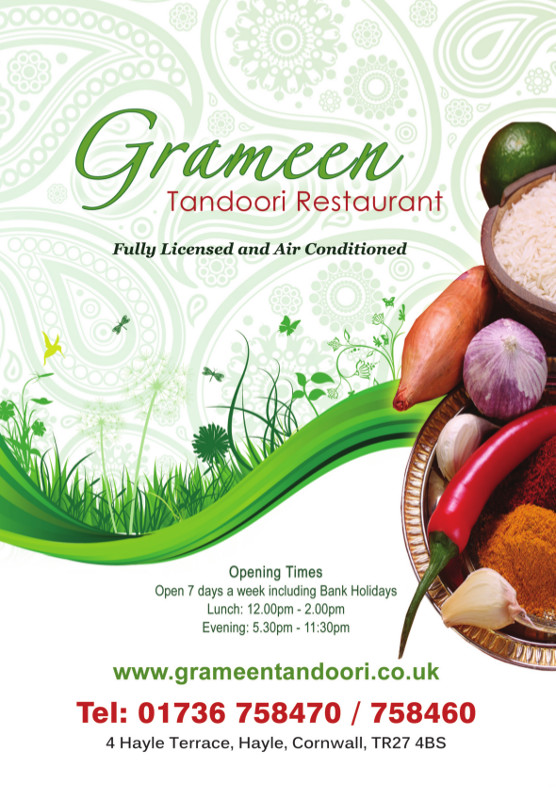 Grameen
Tandoori Restaurant
Fully Licensed and Air Conditioned
Opening Times
Open 7 days a week including Bank Holidays
Lunch: 12.00pm - 2.00pm
Evening: 5.30pm - 11:30pm
www.grameentandoori.co.uk
Tel: 01736 758470 / 758460
4 Hayle Terrace, Hayle, Cornwall, TR27 4BS